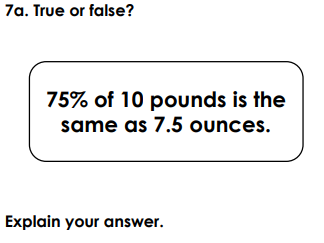 7a. True or false?
75% of 10 pounds is the
same as 7.5 ounces.
Explain your answer.